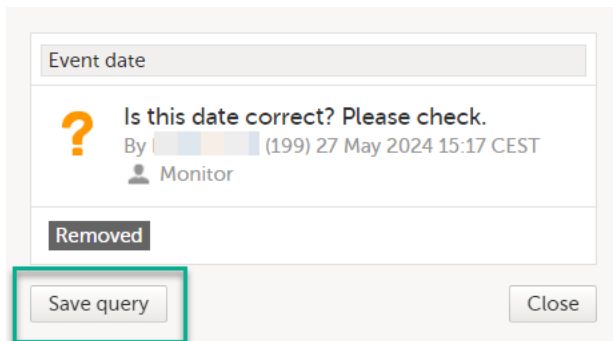 Event date
Is this date correct? Please check.
By (199) 27 May 2024 15:17 CEST
Monitor
Removed
Save query
Close